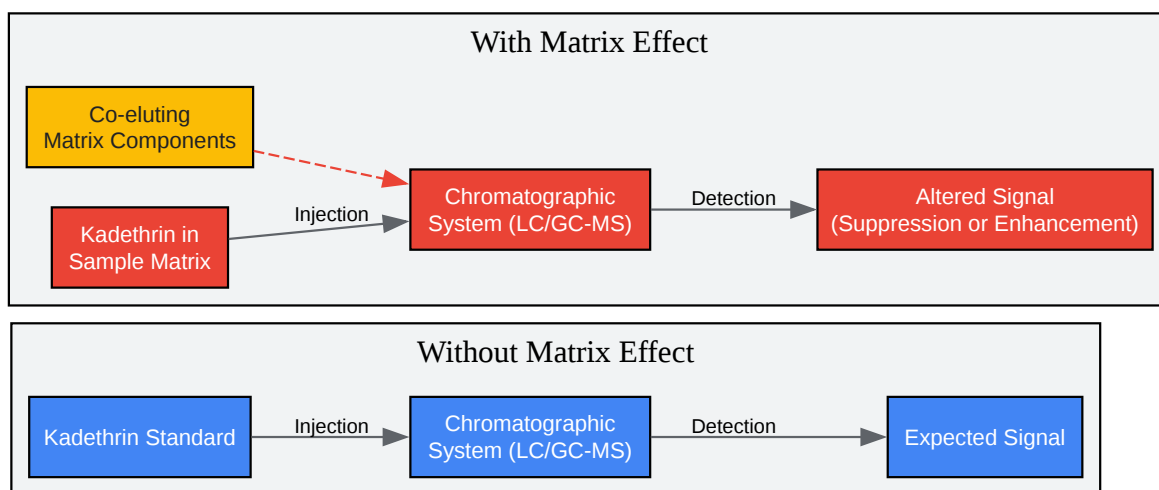 With Matrix Effect
Co-eluting
Matrix Components
Kadethrin in
Sample Matrix
Injection
Chromatographic
System (LC/GC-MS)
Detection
Altered Signal
(Suppression or Enhancement)
Without Matrix Effect
Kadethrin Standard
Injection
Chromatographic
System (LC/GC-MS)
Detection
Expected Signal